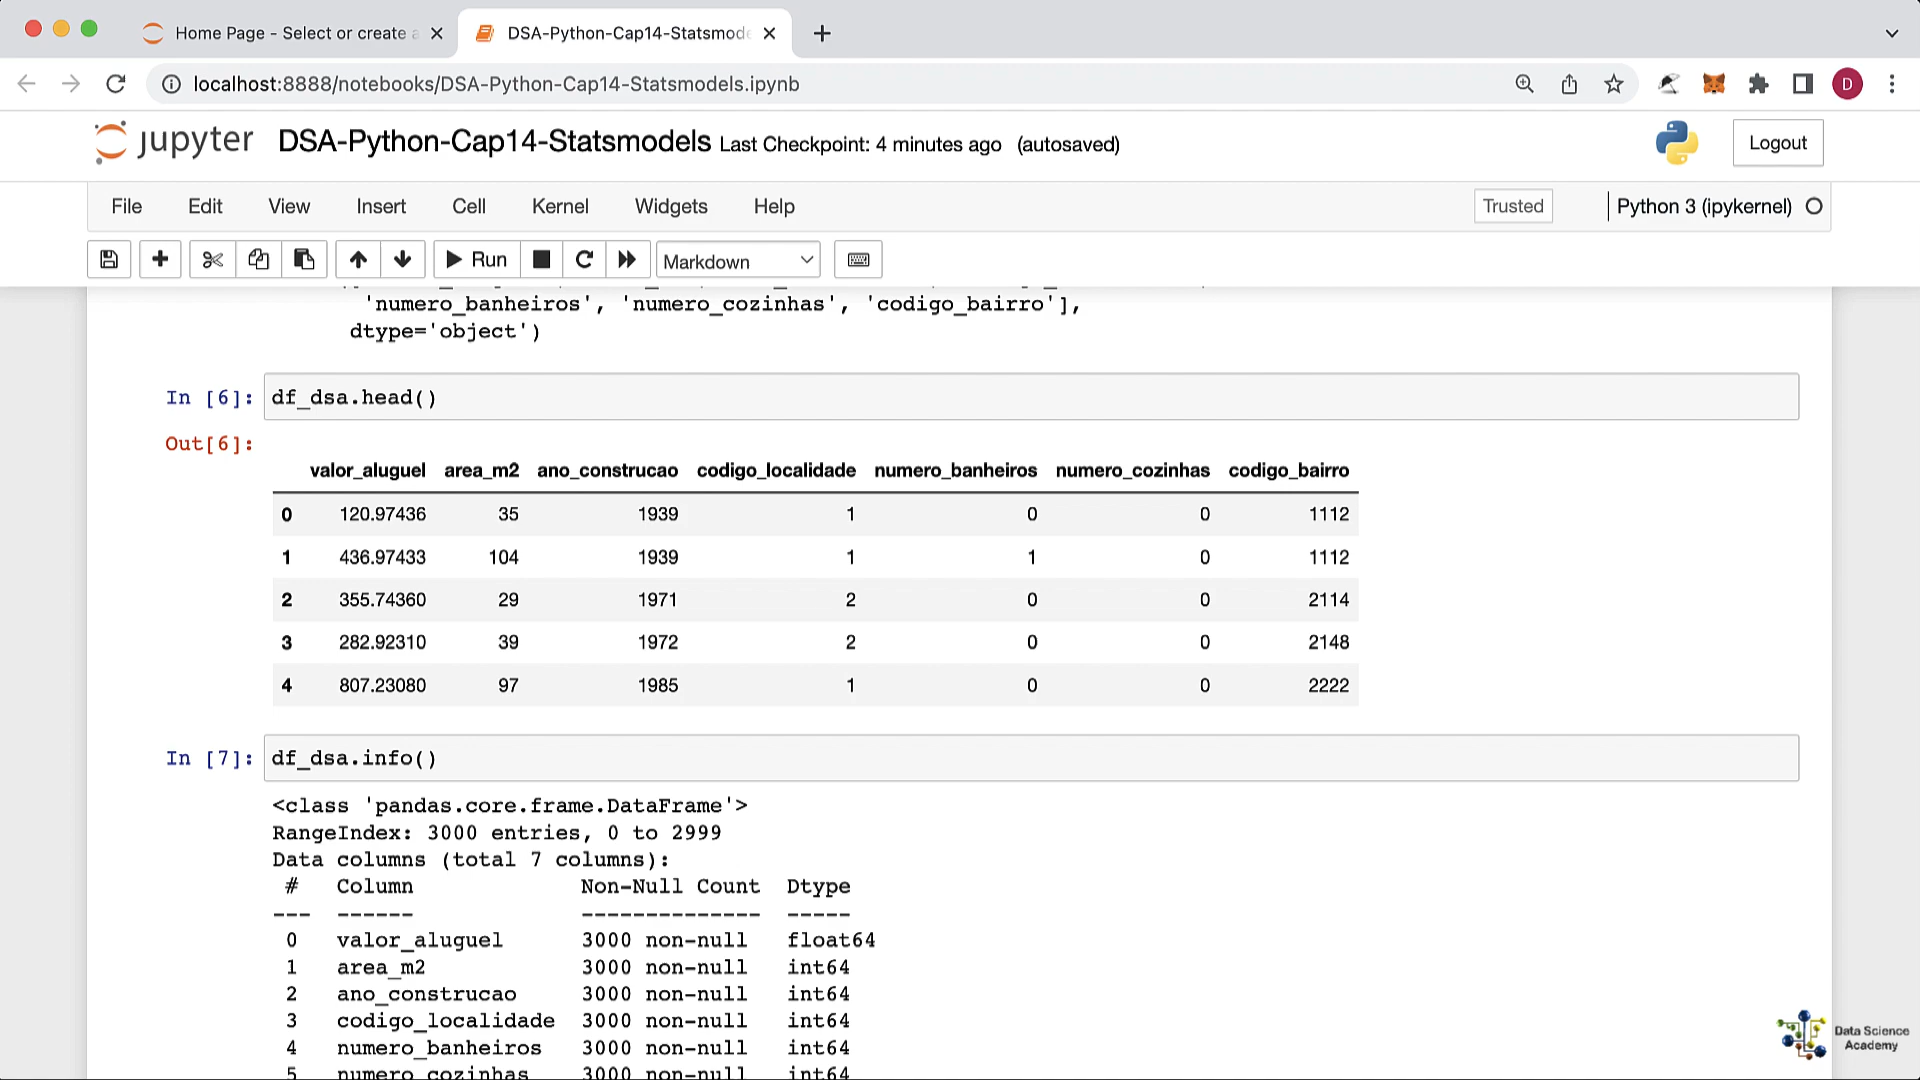 Home Page - Select or create a
DSA-Python-Cap14-Statsmode
localhost:8888/notebooks/DSA-Python-Cap14-Statsmodels.ipynb
D
jupyter DSA-Python-Cap14-Statsmodels Last Checkpoint: 4 minutes ago (autosaved)
Logout
File Edit View Insert Cell Kernel Widgets Help
Trusted
Python 3 (ipykernel)
Run
Markdown
'numero_banheiros', 'numero_cozinhas', 'codigo_bairro'],
dtype='object')
In [6]: df_dsa.head()
Out[6]:
valor_aluguel area_m2 ano_construcao codigo_localidade numero_banheiros numero_cozinhas codigo_bairro
0 120.97436 35 1939 1 0 0 1112
1 436.97433 104 1939 1 1 0 1112
2 355.74360 29 1971 2 0 0 2114
3 282.92310 39 1972 2 0 0 2148
4 807.23080 97 1985 1 0 0 2222
In [7]: df_dsa.info()
<class 'pandas.core.frame.DataFrame'>
RangeIndex: 3000 entries, 0 to 2999
Data columns (total 7 columns):
# Column Non-Null Count Dtype
--- ------ -------------- -----
0 valor_aluguel 3000 non-null float64
1 area_m2 3000 non-null int64
2 ano_construcao 3000 non-null int64
3 codigo_localidade 3000 non-null int64
4 numero_banheiros 3000 non-null int64
5 numero_cozinhas 3000 non-null int64
Data Science
Academy